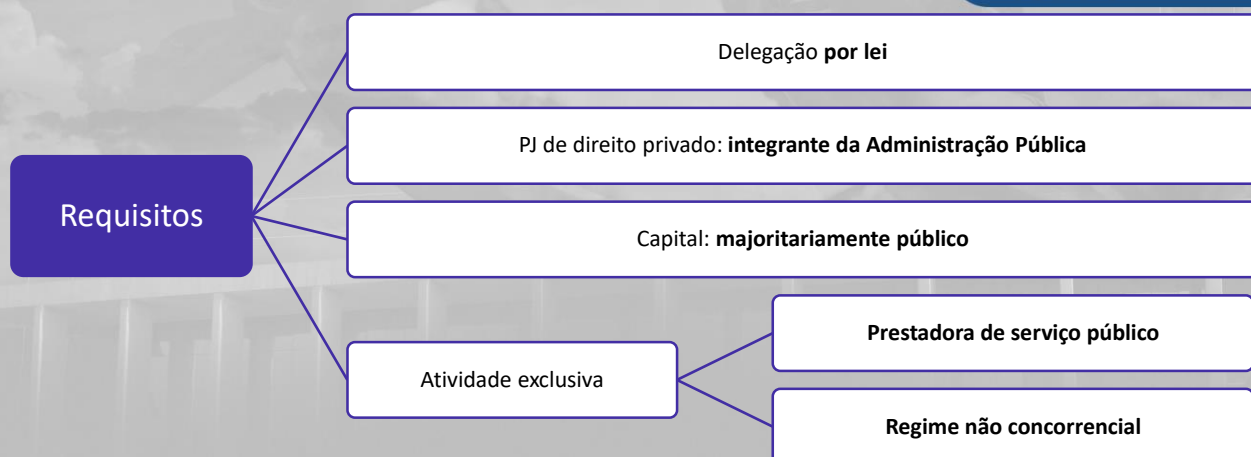 Delegação por lei
PJ de direito privado: integrante da Administração Pública
Requisitos
Capital: majoritariamente público
Prestadora de serviço público
Atividade exclusiva
Regime não concorrencial